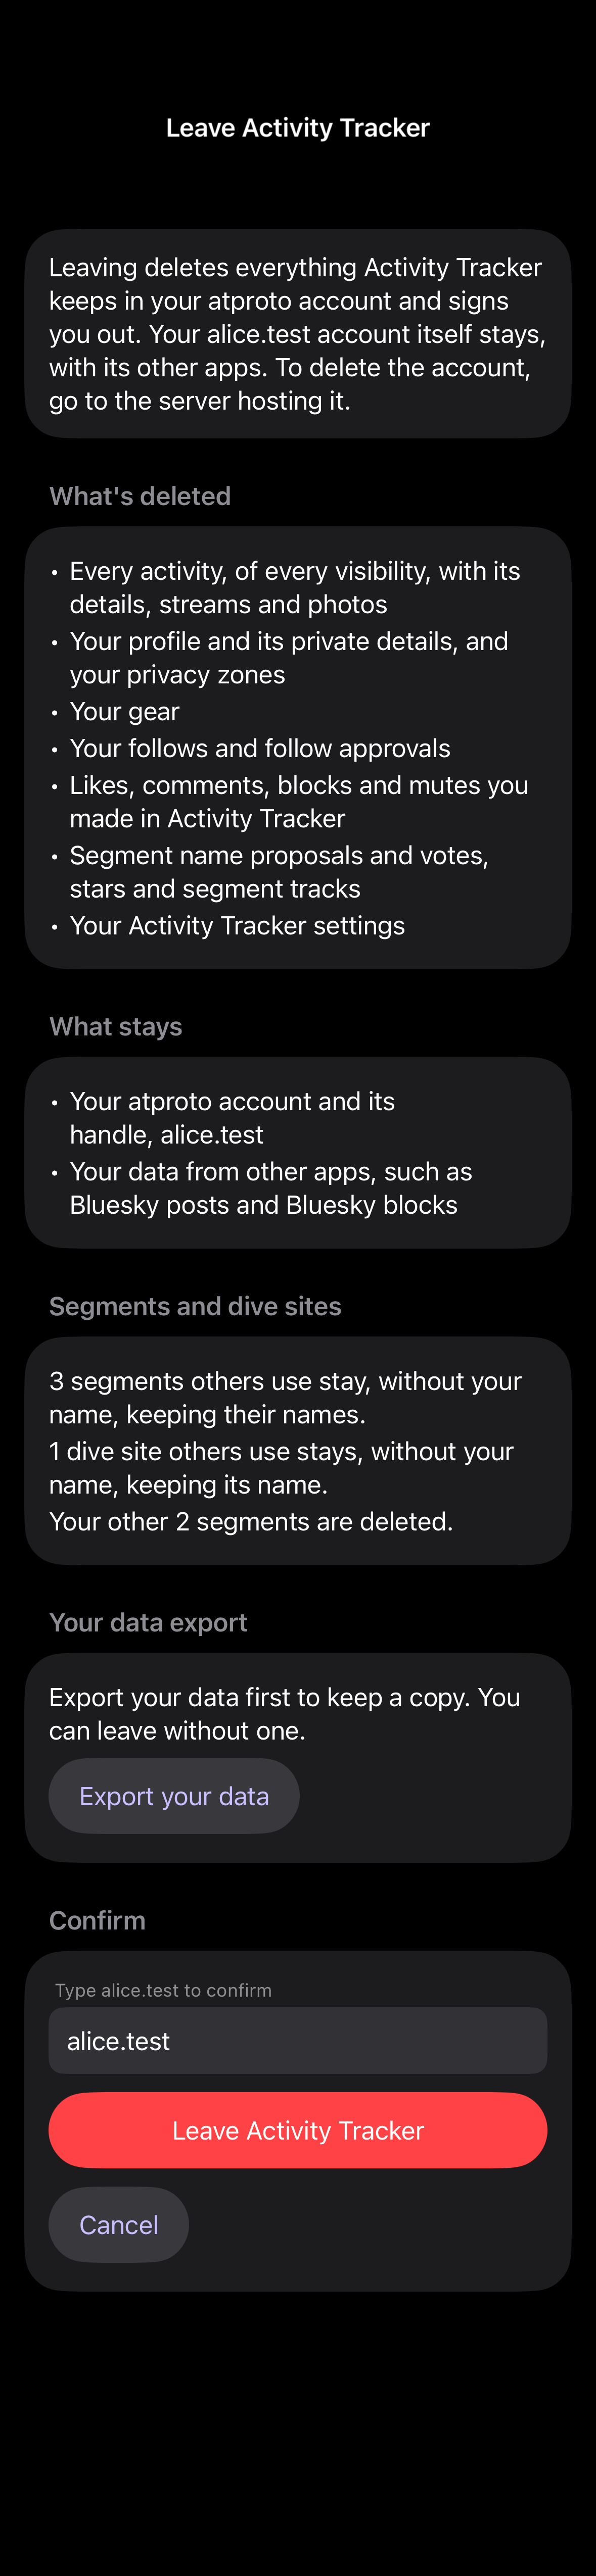 Leave Activity Tracker
Leaving deletes everything Activity Tracker
keeps in your atproto account and signs
you out. Your alice.test account itself stays,
with its other apps. To delete the account,
go to the server hosting it.
What's deleted
• Every activity, of every visibility, with its
details, streams and photos
• Your profile and its private details, and
your privacy zones
• Your gear
• Your follows and follow approvals
• Likes, comments, blocks and mutes you
made in Activity Tracker
• Segment name proposals and votes,
stars and segment tracks
• Your Activity Tracker settings
What stays
• Your atproto account and its
handle, alice.test
• Your data from other apps, such as
Bluesky posts and Bluesky blocks
Segments and dive sites
3 segments others use stay, without your
name, keeping their names.
1 dive site others use stays, without your
name, keeping its name.
Your other 2 segments are deleted.
Your data export
Export your data first to keep a copy. You
can leave without one.
Export your data
Confirm
Type alice.test to confirm
alice.test
Leave Activity Tracker
Cancel